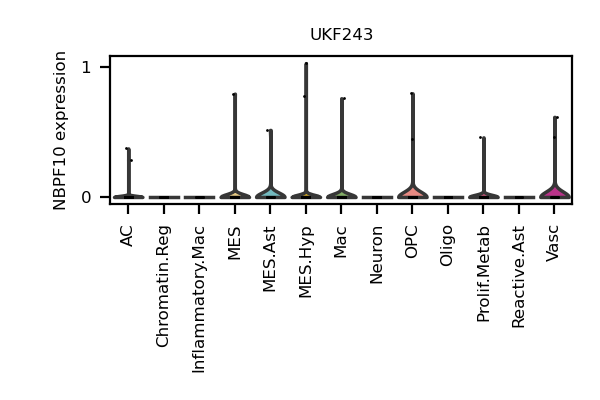 UKF243
NBPF10 expression
1
0
AC
Chromatin.Reg
Inflammatory.Mac
MES
MES.Ast
MES.Hyp
Mac
Neuron
OPC
Oligo
Prolif.Metab
Reactive.Ast
Vasc